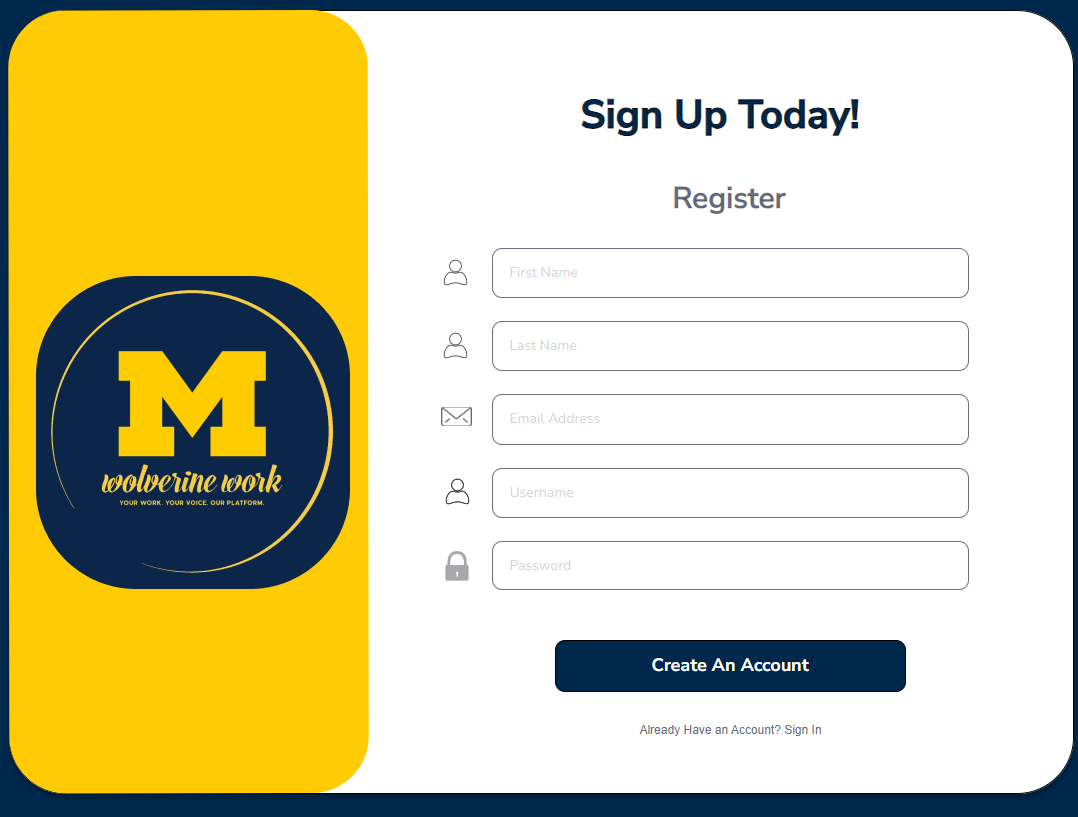 Sign Up Today!
Register
First Name
Last Name
Email Address
Username
Password
Create An Account
Already Have an Account? Sign In
M
wolverine work
YOUR WORK. YOUR VOICE. OUR PLATFORM.